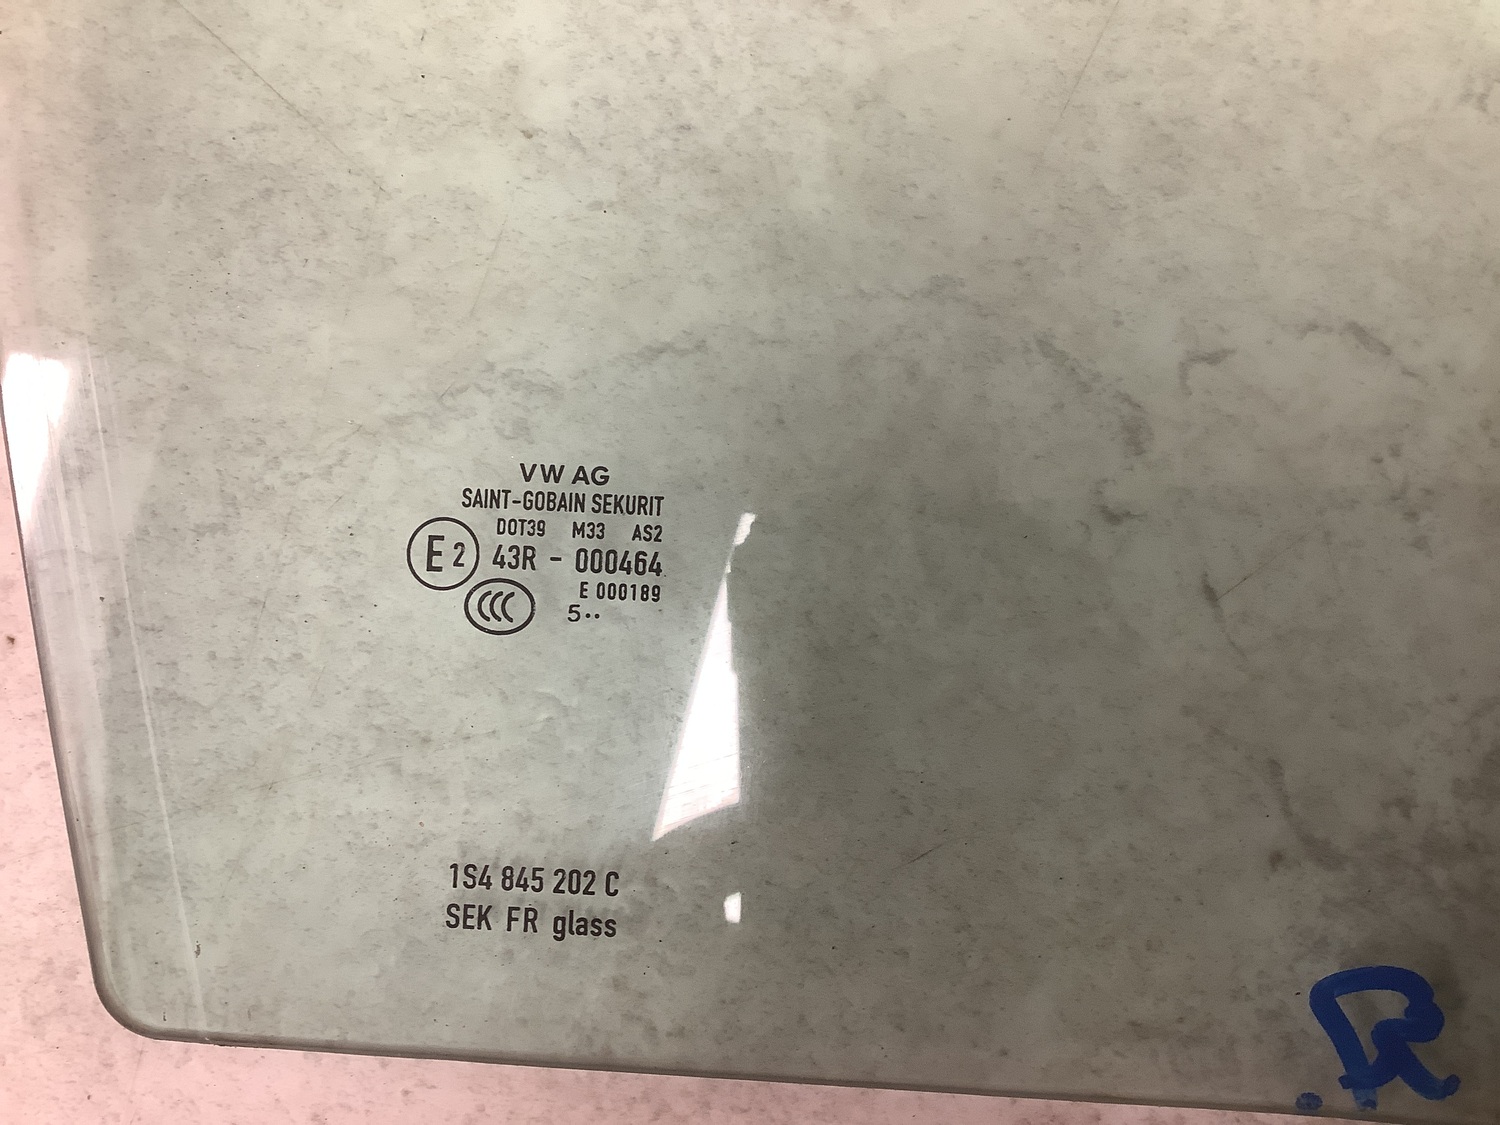 VW AG
SAINT-GOBAIN SEKURIT
DOT39 M33 AS2
E2 43R - 000464
E 000189
CCC 5··
1S4 845 202 C
SEK FR glass
R